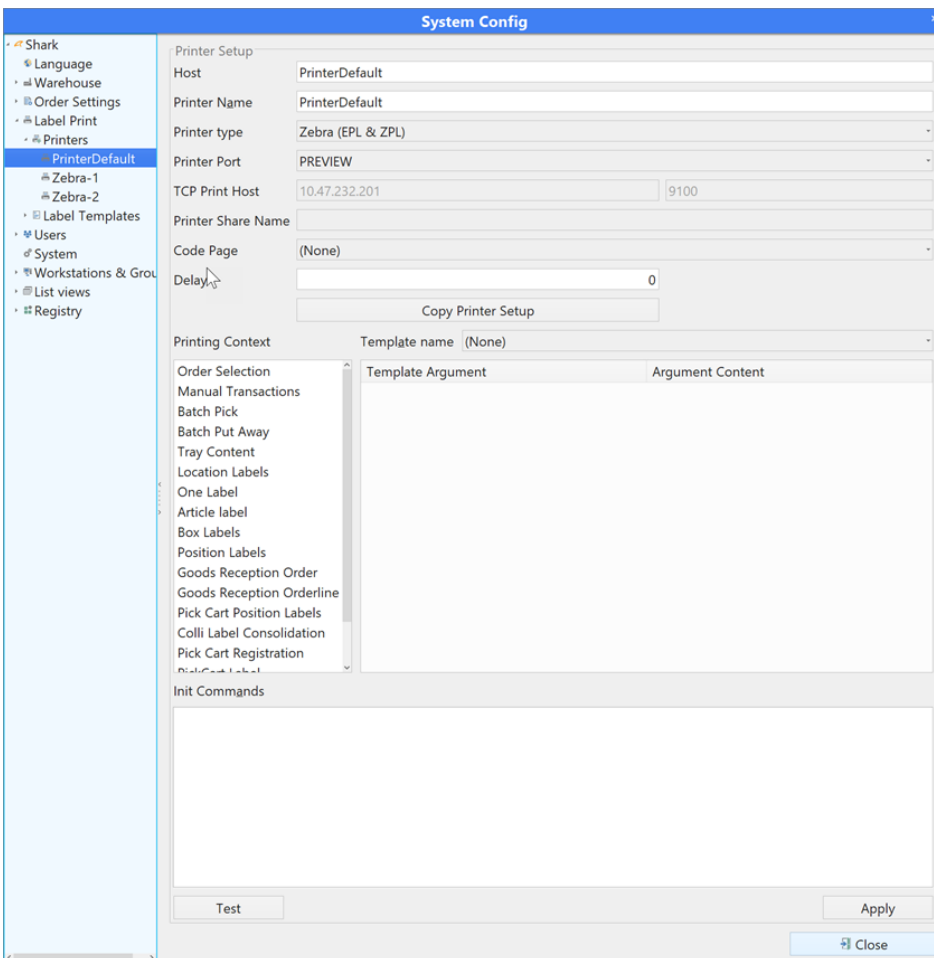 System Config
Shark
Language
Warehouse
Order Settings
Label Print
Printers
PrinterDefault
Zebra-1
Zebra-2
Label Templates
Users
System
Workstations & Grou
List views
Registry
Printer Setup
Host PrinterDefault
Printer Name PrinterDefault
Printer type Zebra (EPL & ZPL)
Printer Port PREVIEW
TCP Print Host 10.47.232.201 9100
Printer Share Name
Code Page (None)
Delay 0
Copy Printer Setup
Printing Context Template name (None)
Template Argument Argument Content
Order Selection
Manual Transactions
Batch Pick
Batch Put Away
Tray Content
Location Labels
One Label
Article label
Box Labels
Position Labels
Goods Reception Order
Goods Reception Orderline
Pick Cart Position Labels
Colli Label Consolidation
Pick Cart Registration
PickCart Label
Init Commands
Test Apply
Close